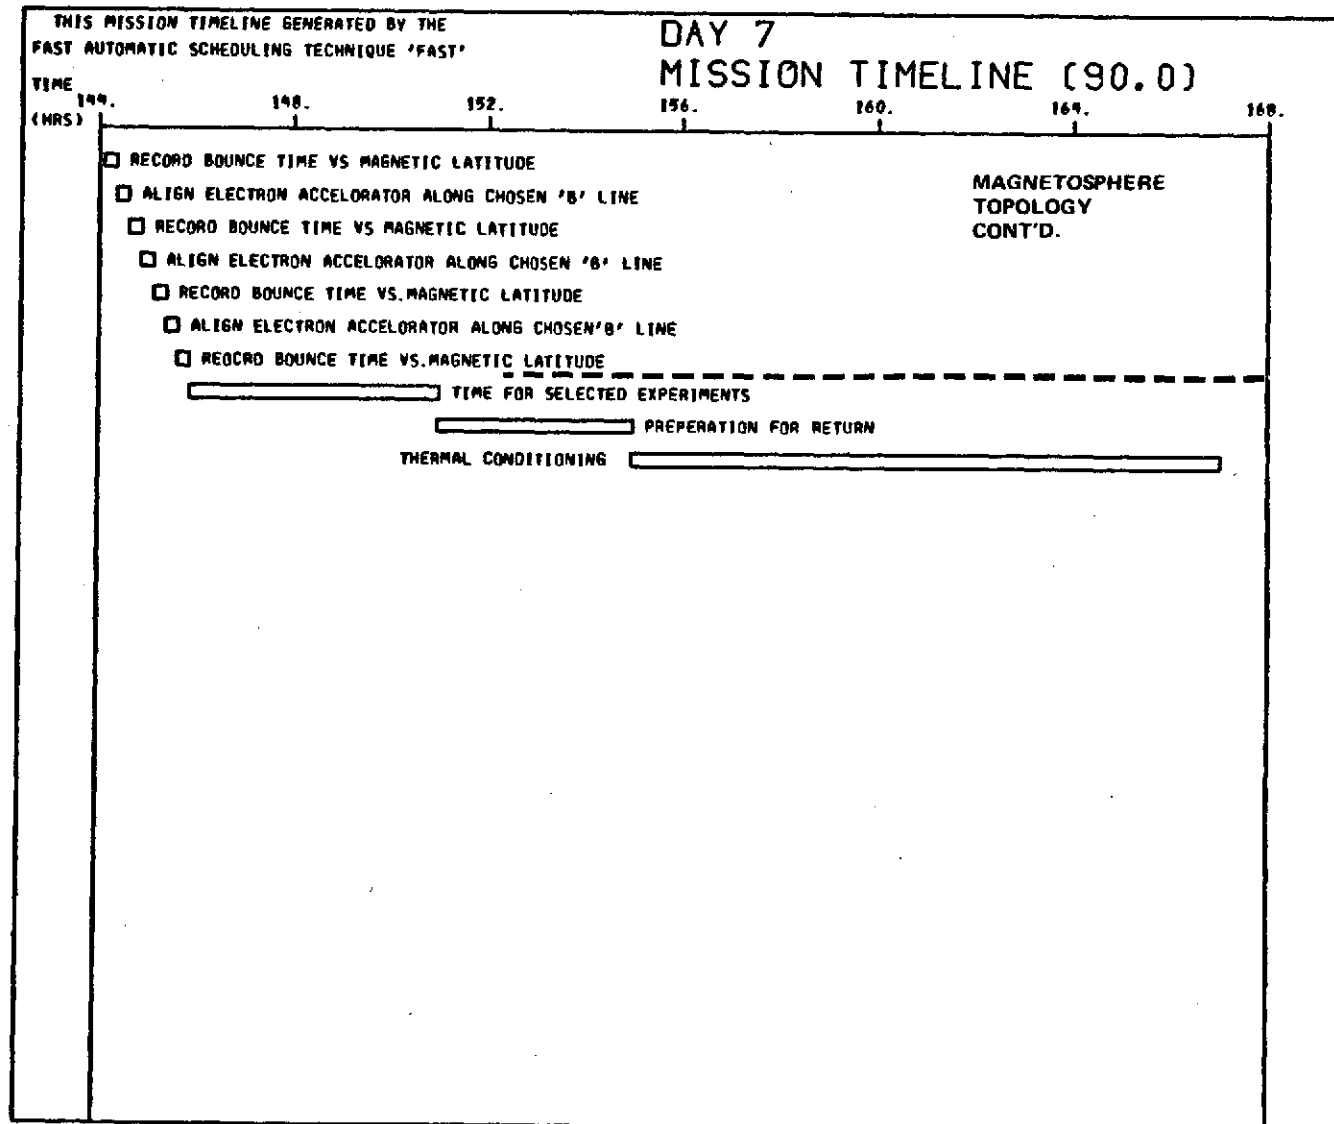 THIS MISSION TIMELINE GENERATED BY THE
FAST AUTOMATIC SCHEDULING TECHNIQUE 'FAST'
DAY 7
MISSION TIMELINE (90.0)
TIME
(HRS)
144. 148. 152. 156. 160. 164. 168.
RECORD BOUNCE TIME VS MAGNETIC LATITUDE
ALIGN ELECTRON ACCELORATOR ALONG CHOSEN 'B' LINE
RECORD BOUNCE TIME VS MAGNETIC LATITUDE
ALIGN ELECTRON ACCELORATOR ALONG CHOSEN 'B' LINE
RECORD BOUNCE TIME VS.MAGNETIC LATITUDE
ALIGN ELECTRON ACCELORATOR ALONG CHOSEN'B' LINE
REOCRD BOUNCE TIME VS.MAGNETIC LATITUDE
MAGNETOSPHERE
TOPOLOGY
CONT'D.
TIME FOR SELECTED EXPERIMENTS
PREPERATION FOR RETURN
THERMAL CONDITIONING